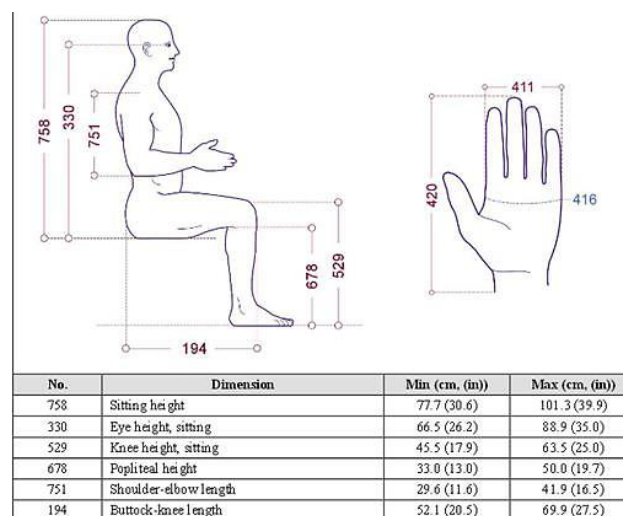 411
758
330
751
420
416
678
529
194
No. Dimension Min (cm, (in)) Max (cm, (in))
758 Sitting height 77.7 (30.6) 101.3 (39.9)
330 Eye height, sitting 66.5 (26.2) 88.9 (35.0)
529 Knee height, sitting 45.5 (17.9) 63.5 (25.0)
678 Popliteal height 33.0 (13.0) 50.0 (19.7)
751 Shoulder-elbow length 29.6 (11.6) 41.9 (16.5)
194 Buttock-knee length 52.1 (20.5) 69.9 (27.5)